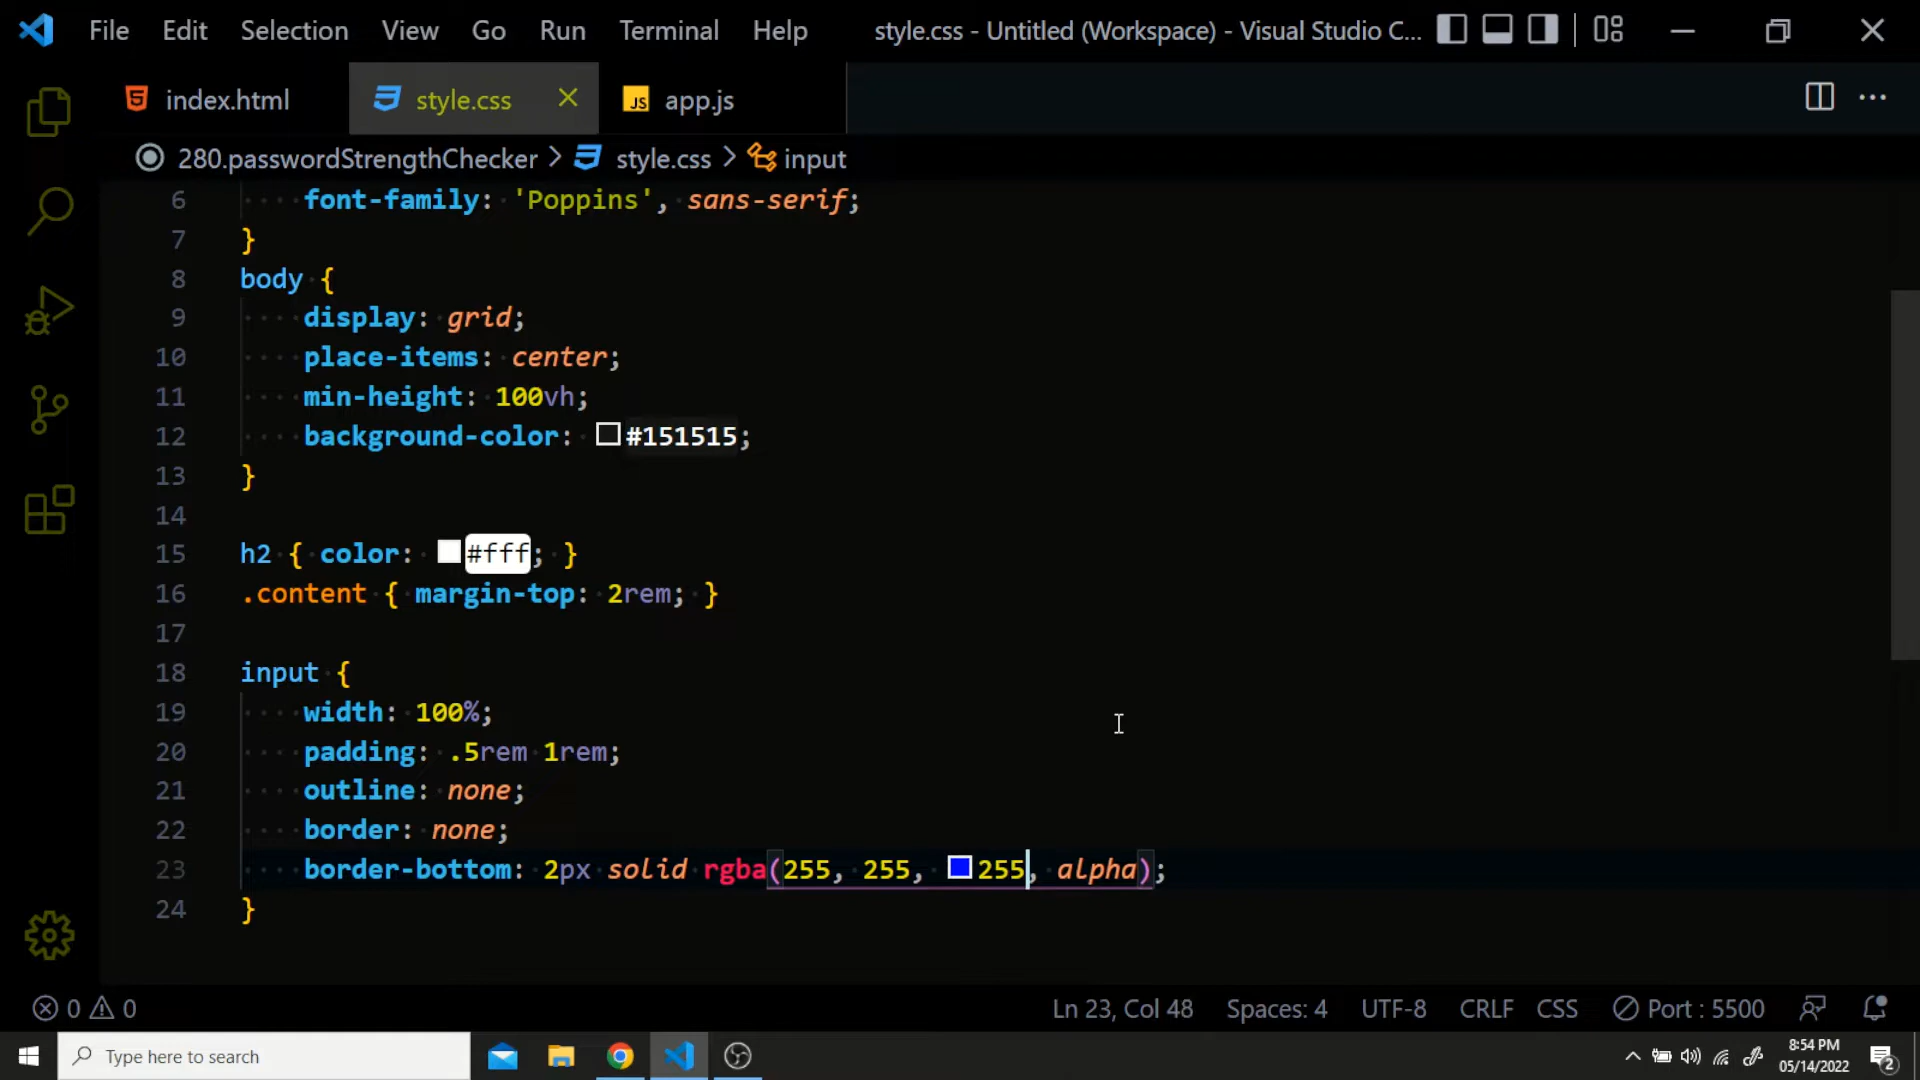 File Edit Selection View Go Run Terminal Help style.css - Untitled (Workspace) - Visual Studio C...
index.html style.css app.js
280.passwordStrengthChecker > style.css > input
6 font-family: 'Poppins', sans-serif;
7 }
8 body {
9 display: grid;
10 place-items: center;
11 min-height: 100vh;
12 background-color: #151515;
13 }
14
15 h2 { color: #fff; }
16 .content { margin-top: 2rem; }
17
18 input {
19 width: 100%;
20 padding: .5rem 1rem;
21 outline: none;
22 border: none;
23 border-bottom: 2px solid rgba(255, 255, 255, alpha);
24 }
0 0 Ln 23, Col 48 Spaces: 4 UTF-8 CRLF CSS Port : 5500
Type here to search 8:54 PM
05/14/2022 2